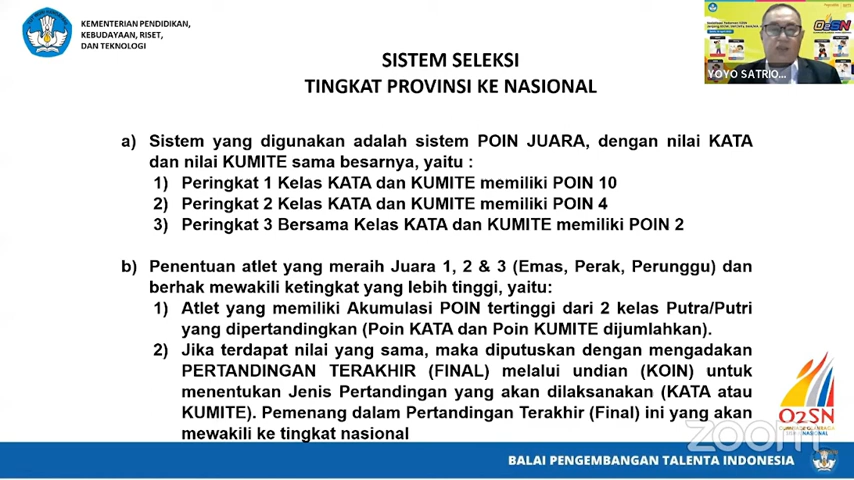 KEMENTERIAN PENDIDIKAN,
KEBUDAYAAN, RISET,
DAN TEKNOLOGI
O2SN
YOYO SATRIO...
SISTEM SELEKSI
TINGKAT PROVINSI KE NASIONAL
a) Sistem yang digunakan adalah sistem POIN JUARA, dengan nilai KATA
dan nilai KUMITE sama besarnya, yaitu :
1) Peringkat 1 Kelas KATA dan KUMITE memiliki POIN 10
2) Peringkat 2 Kelas KATA dan KUMITE memiliki POIN 4
3) Peringkat 3 Bersama Kelas KATA dan KUMITE memiliki POIN 2
b) Penentuan atlet yang meraih Juara 1, 2 & 3 (Emas, Perak, Perunggu) dan
berhak mewakili ketingkat yang lebih tinggi, yaitu:
1) Atlet yang memiliki Akumulasi POIN tertinggi dari 2 kelas Putra/Putri
yang dipertandingkan (Poin KATA dan Poin KUMITE dijumlahkan).
2) Jika terdapat nilai yang sama, maka diputuskan dengan mengadakan
PERTANDINGAN TERAKHIR (FINAL) melalui undian (KOIN) untuk
menentukan Jenis Pertandingan yang akan dilaksanakan (KATA atau
KUMITE). Pemenang dalam Pertandingan Terakhir (Final) ini yang akan
mewakili ke tingkat nasional
O2SN
zoom
BALAI PENGEMBANGAN TALENTA INDONESIA